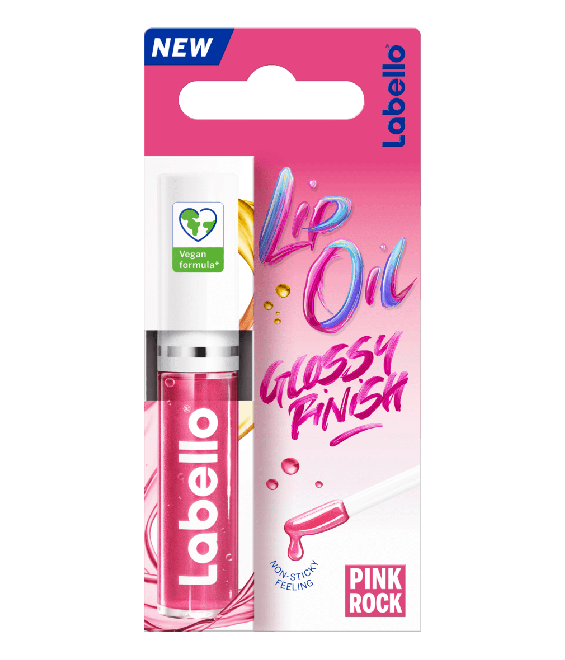 NEW
Labello®
Lip
Oil
GLOSSY
FINISH
Vegan
formula*
Labello®
NON-STICKY
FEELING
PINK
ROCK